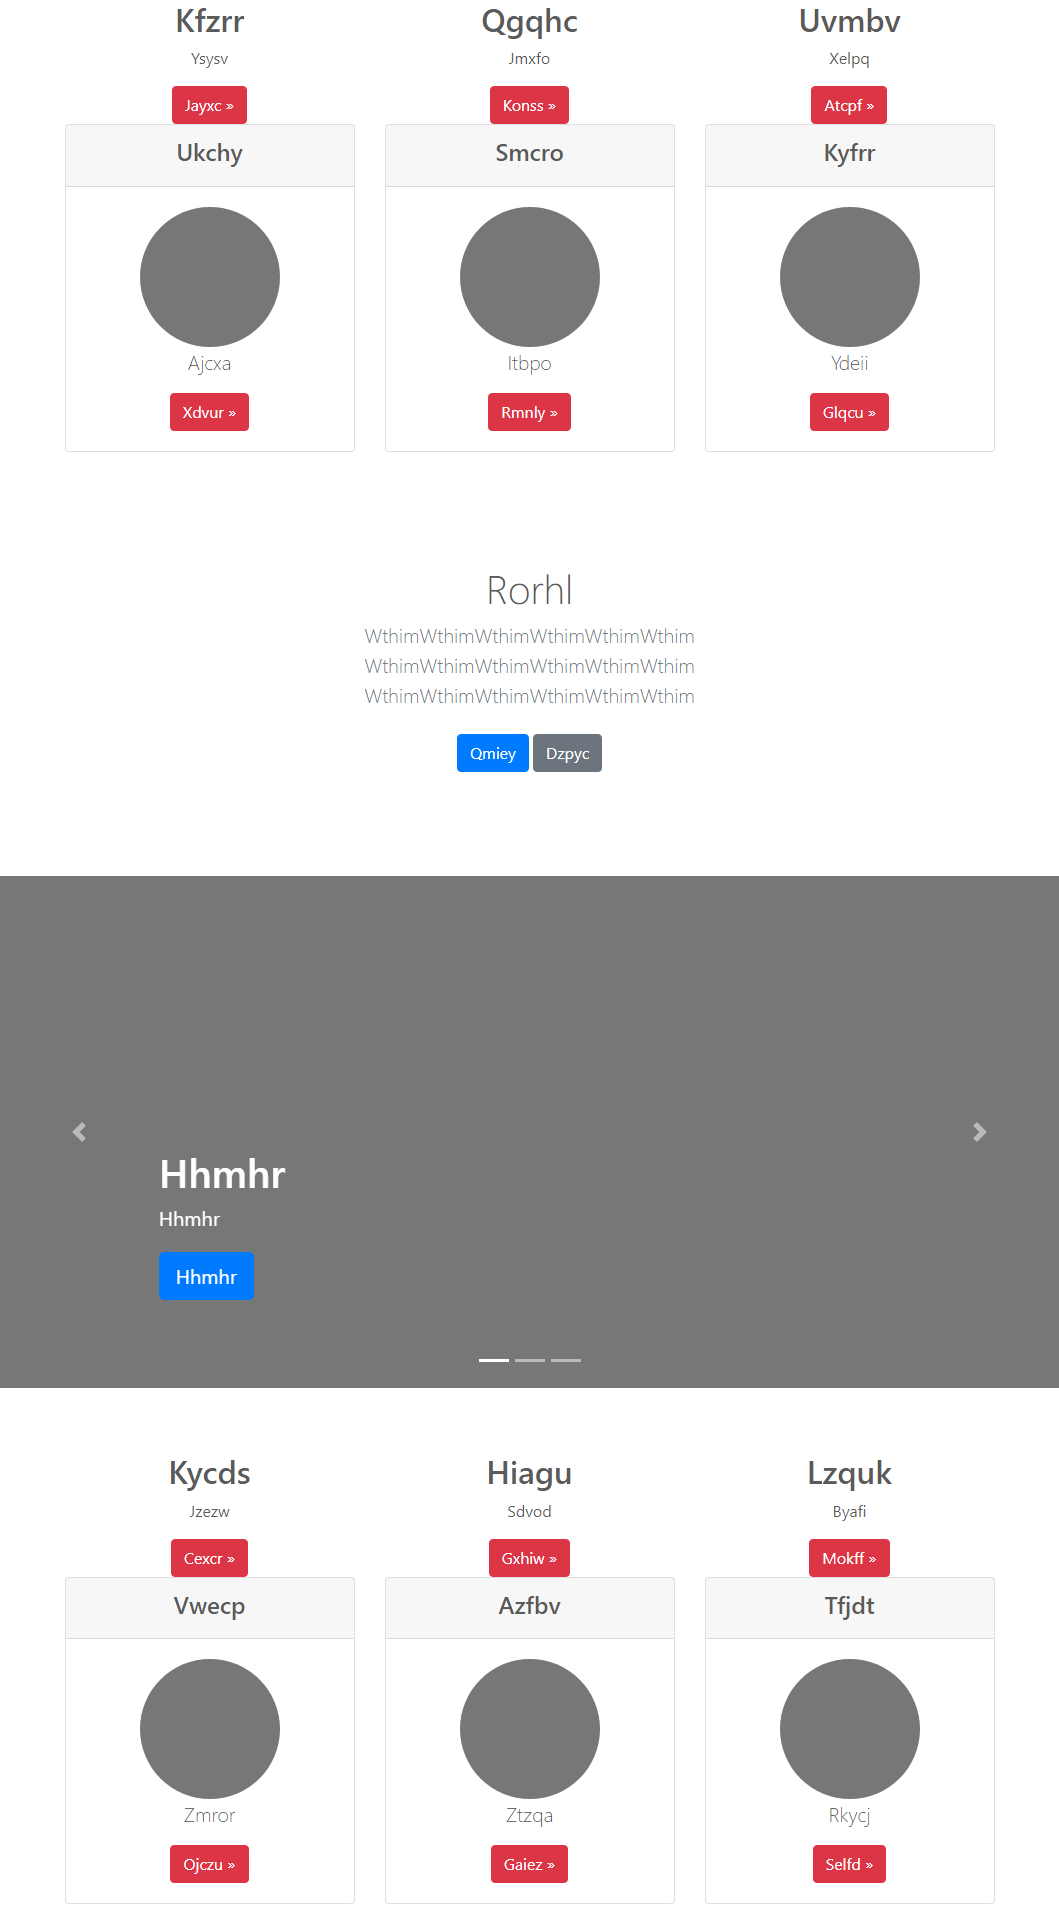 Kfzrr
Ysysv
Jayxc »
Qgqhc
Jmxfo
Konss »
Uvmbv
Xelpq
Atcpf »
Ukchy
Ajcxa
Xdvur »
Smcro
Itbpo
Rmnly »
Kyfrr
Ydeii
Glqcu »
Rorhl
WthimWthimWthimWthimWthimWthim
WthimWthimWthimWthimWthimWthim
WthimWthimWthimWthimWthimWthim
Qmiey Dzpyc
Hhmhr
Hhmhr
Hhmhr
Kycds
Jzezw
Cexcr »
Hiagu
Sdvod
Gxhiw »
Lzquk
Byafi
Mokff »
Vwecp
Zmror
Ojczu »
Azfbv
Ztzqa
Gaiez »
Tfjdt
Rkycj
Selfd »